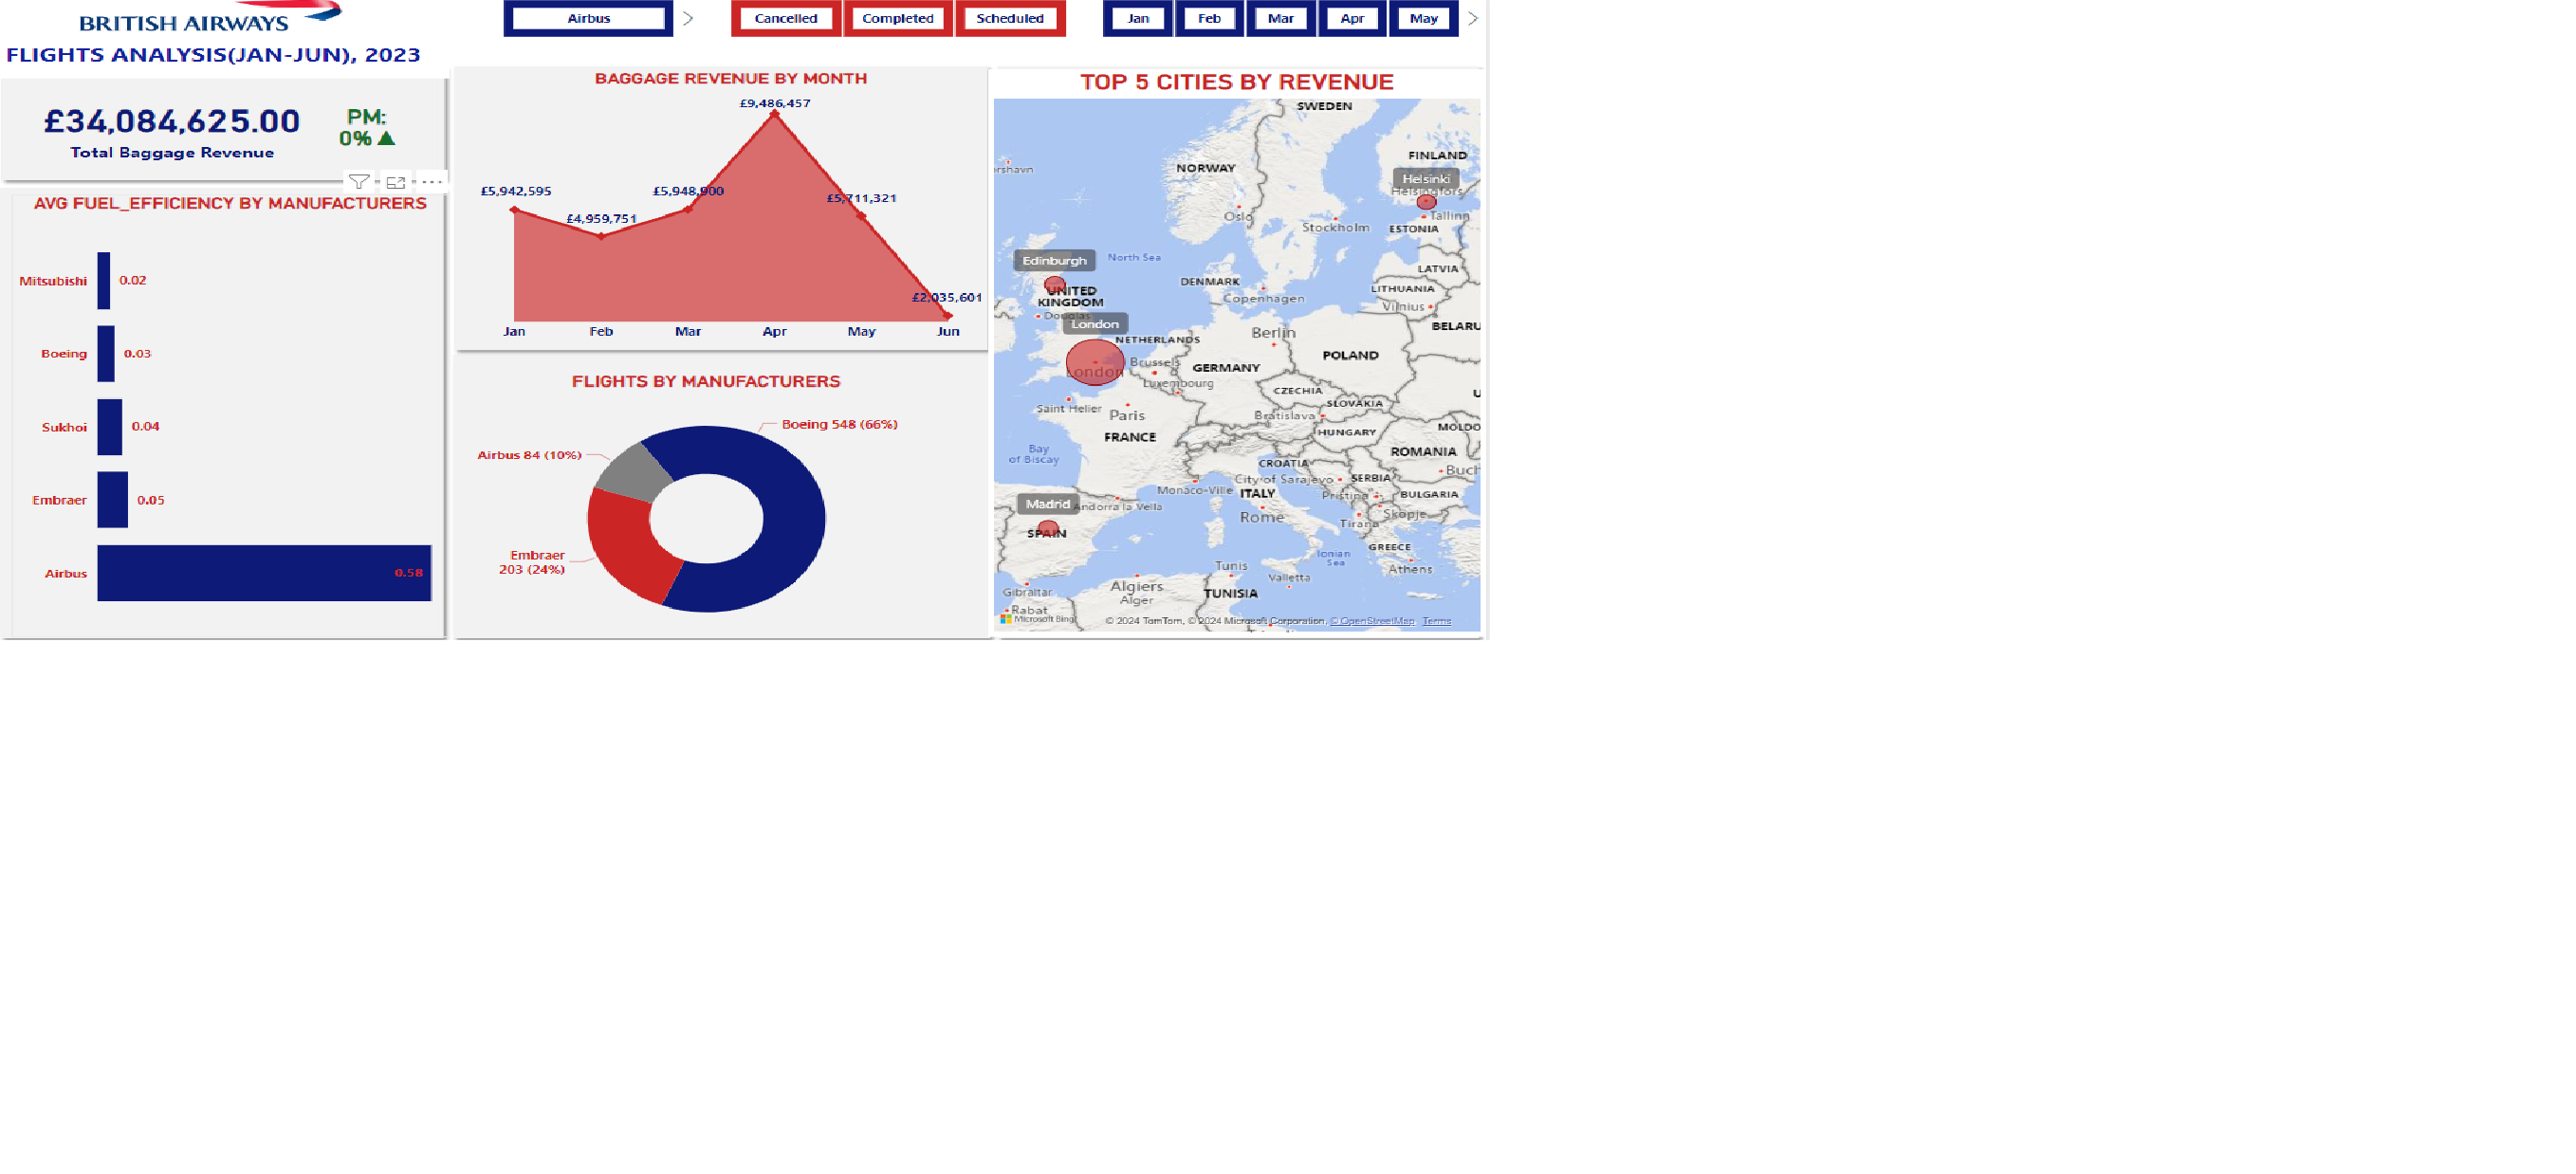 BRITISH AIRWAYS
FLIGHTS ANALYSIS(JAN-JUN), 2023
Airbus
Cancelled
Completed
Scheduled
Jan
Feb
Mar
Apr
May
£34,084,625.00
Total Baggage Revenue
PM:
0%
AVG FUEL_EFFICIENCY BY MANUFACTURERS
Mitsubishi
0.02
Boeing
0.03
Sukhoi
0.04
Embraer
0.05
Airbus
0.58
BAGGAGE REVENUE BY MONTH
£9,486,457
£5,942,595
£4,959,751
£5,948,900
£5,711,321
£2,035,601
Jan
Feb
Mar
Apr
May
Jun
FLIGHTS BY MANUFACTURERS
Boeing 548 (66%)
Airbus 84 (10%)
Embraer
203 (24%)
TOP 5 CITIES BY REVENUE
SWEDEN
FINLAND
rshavn
NORWAY
Helsinki
Helsingfors
Oslo
Tallinn
Stockholm
ESTONIA
Edinburgh
North Sea
LATVIA
DENMARK
LITHUANIA
UNITED
KINGDOM
Copenhagen
Vilnius
Douglas
London
BELARU
Berlin
NETHERLANDS
POLAND
Brussels
London
GERMANY
Luxembourg
CZECHIA
U
SLOVAKIA
Saint Helier
Paris
Bratislava
MOLDO
HUNGARY
FRANCE
Bay
of Biscay
ROMANIA
CROATIA
Buch
City of Sarajevo
SERBIA
Monaco-Ville
ITALY
Pristina
BULGARIA
Madrid
Andorra la Vella
Skopje
Rome
Tirana
SPAIN
GREECE
Ionian
Sea
Tunis
Athens
Valletta
Algiers
Alger
Gibraltar
TUNISIA
Rabat
Microsoft Bing
© 2024 TomTom, © 2024 Microsoft Corporation, © OpenStreetMap Terms